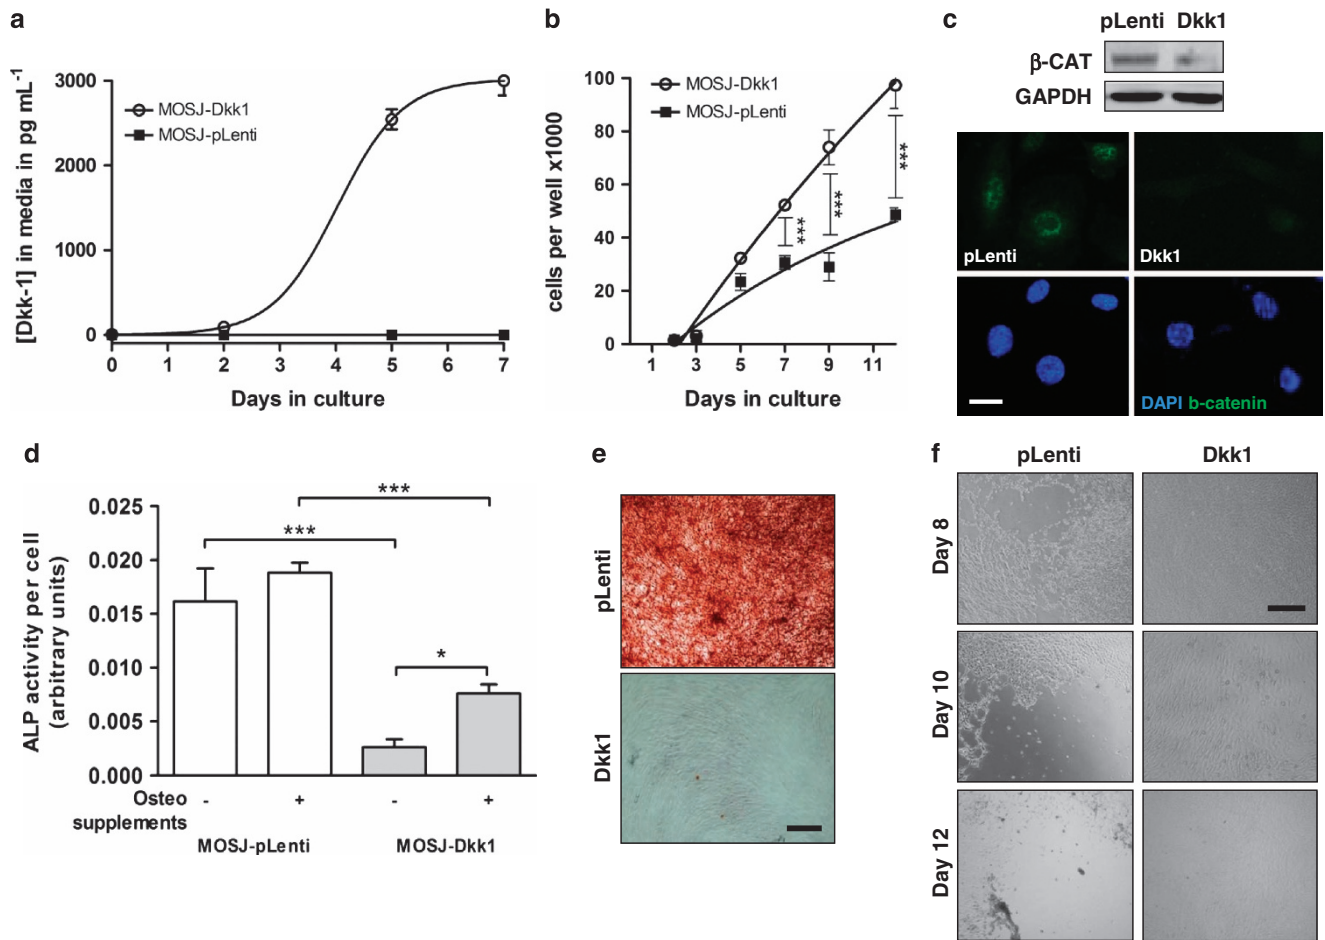 a
[Dkk-1] in media in pg mL-1
3000
2000
1000
0
MOSJ-Dkk1
MOSJ-pLenti
0 1 2 3 4 5 6 7
Days in culture
b
cells per well x1000
100
80
60
40
20
0
MOSJ-Dkk1
MOSJ-pLenti
***
***
***
1 3 5 7 9 11
Days in culture
c
pLenti Dkk1
β-CAT
GAPDH
pLenti
Dkk1
DAPI b-catenin
d
ALP activity per cell
(arbitrary units)
0.025
0.020
0.015
0.010
0.005
0.000
***
***
*
Osteo - + - +
supplements
MOSJ-pLenti MOSJ-Dkk1
e
pLenti
Dkk1
f
pLenti Dkk1
Day 8
Day 10
Day 12